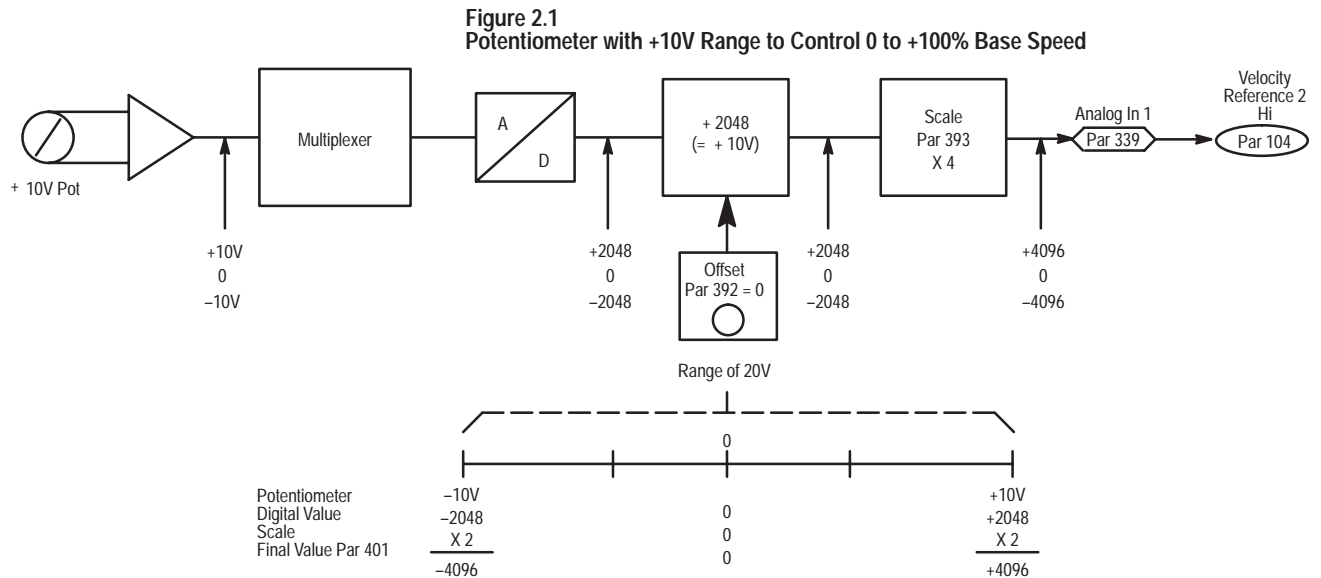 Figure 2.1
Potentiometer with +10V Range to Control 0 to +100% Base Speed
+ 10V Pot
+10V
0
–10V
Multiplexer
A
D
+2048
0
–2048
+ 2048
(= + 10V)
Offset
Par 392 = 0
+2048
0
–2048
Scale
Par 393
X 4
+4096
0
–4096
Analog In 1
Par 339
Velocity
Reference 2
Hi
Par 104
Range of 20V
0
Potentiometer –10V +10V
Digital Value –2048 0 +2048
Scale X 2 0 X 2
Final Value Par 401 0
–4096 +4096